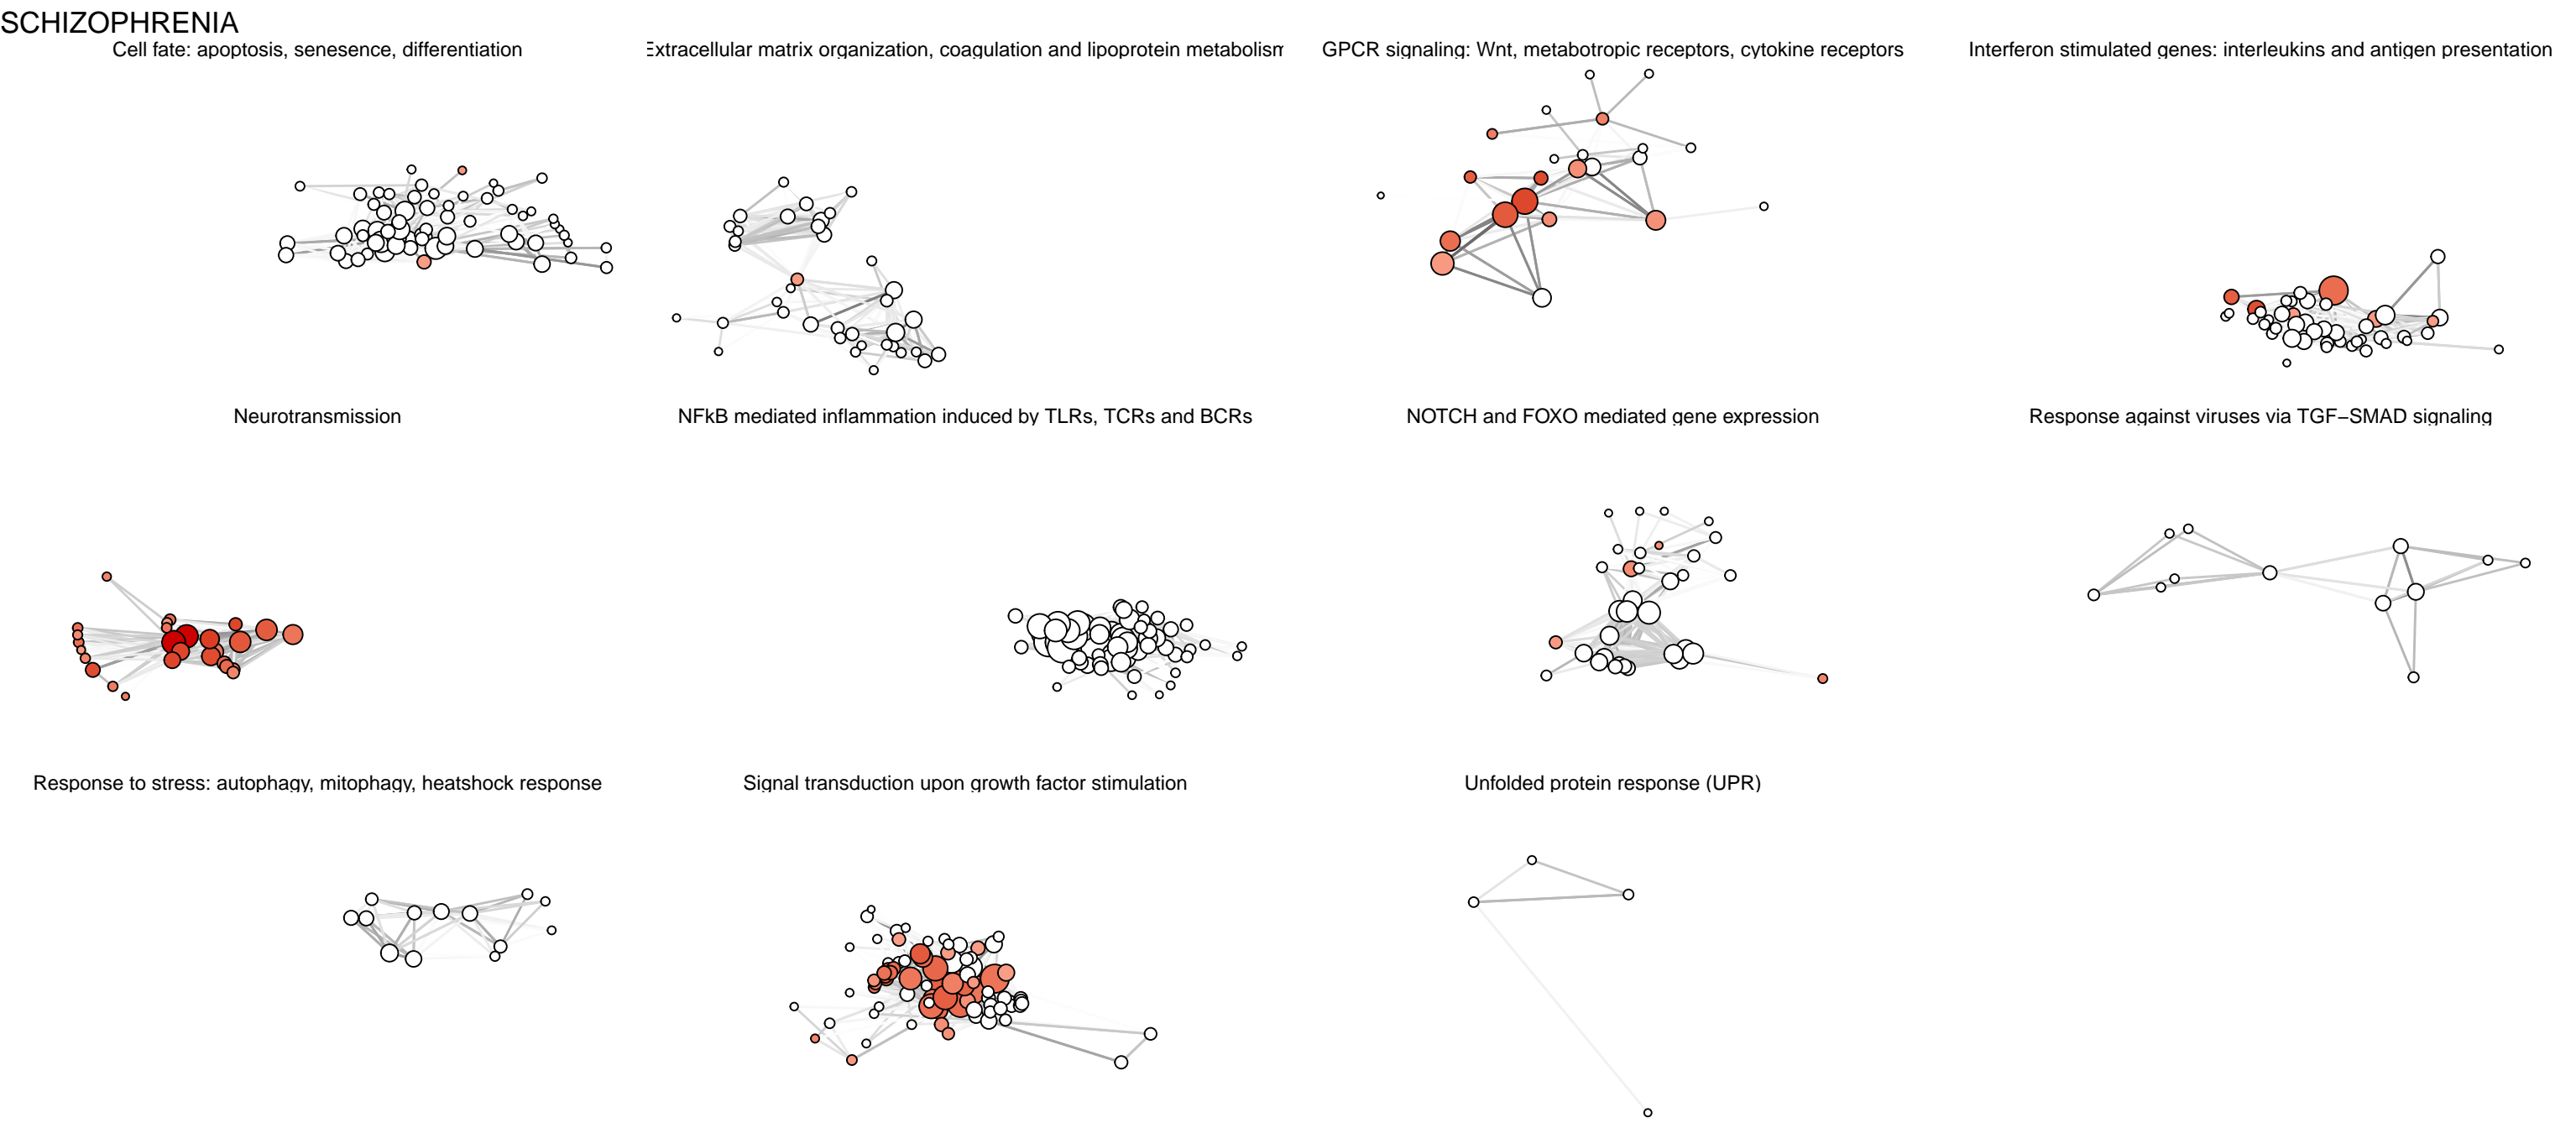 SCHIZOPHRENIA
Cell fate: apoptosis, senesence, differentiation
Extracellular matrix organization, coagulation and lipoprotein metabolism
GPCR signaling: Wnt, metabotropic receptors, cytokine receptors
Interferon stimulated genes: interleukins and antigen presentation
Neurotransmission
NFkB mediated inflammation induced by TLRs, TCRs and BCRs
NOTCH and FOXO mediated gene expression
Response against viruses via TGF−SMAD signaling
Response to stress: autophagy, mitophagy, heatshock response
Signal transduction upon growth factor stimulation
Unfolded protein response (UPR)